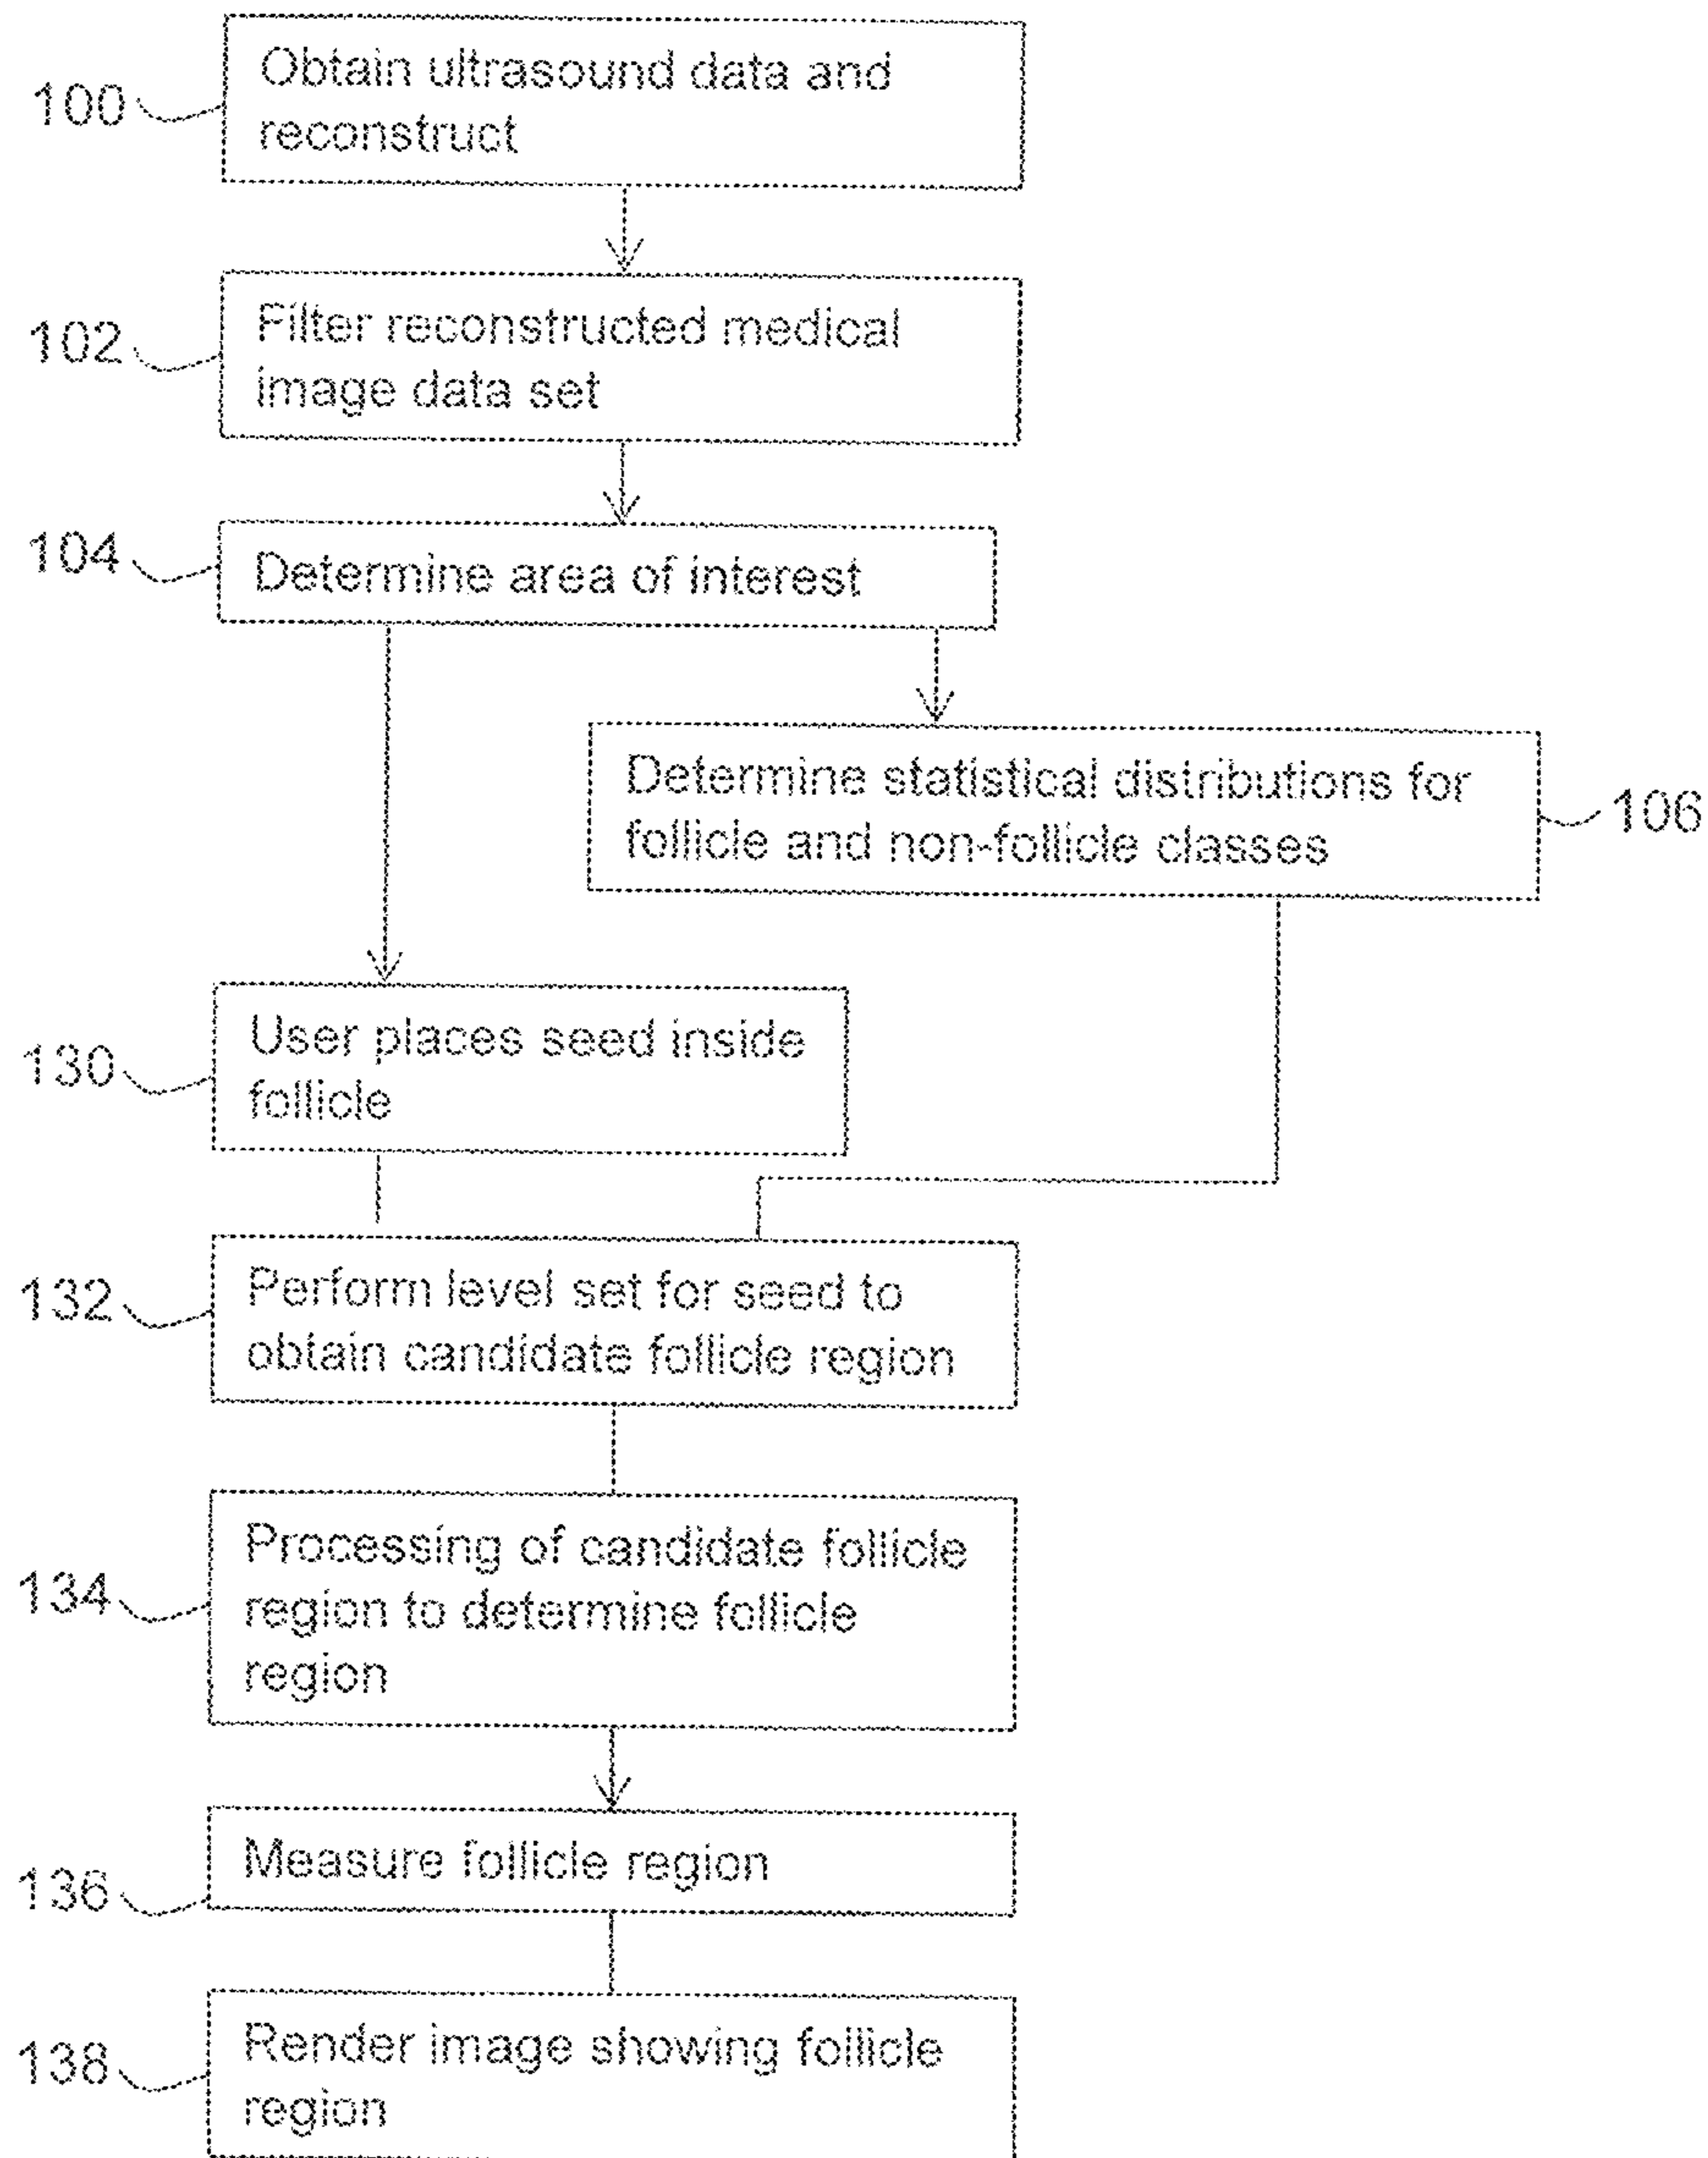 100
Obtain ultrasound data and
reconstruct
102
Filter reconstructed medical
image data set
104
Determine area of interest
Determine statistical distributions for
follicle and non-follicle classes
106
130
User places seed inside
follicle
132
Perform level set for seed to
obtain candidate follicle region
134
Processing of candidate follicle
region to determine follicle
region
136
Measure follicle region
138
Render image showing follicle
region